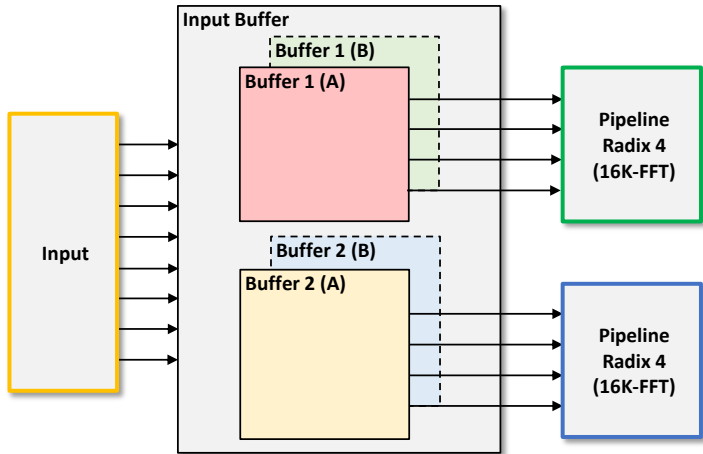 Input Buffer
Buffer 1 (B)
Buffer 1 (A)
Pipeline
Radix 4
(16K-FFT)
Input
Buffer 2 (B)
Buffer 2 (A)
Pipeline
Radix 4
(16K-FFT)